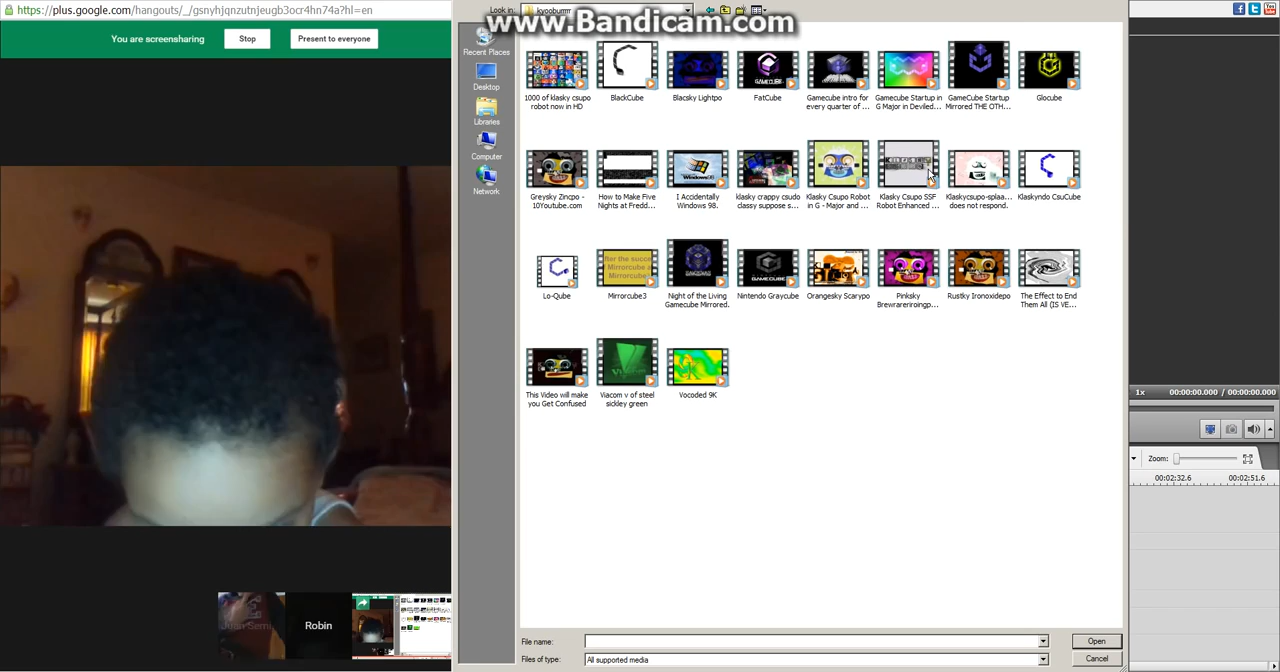 https://plus.google.com/hangouts/_/gsnyhjqnzutnjeugb3ocr4hn74a?hl=en
You are screensharing
Stop
Present to everyone
Robin
www.Bandicam.com
Look in:
Recent Places
Desktop
Libraries
Computer
Network
1000 of klasky csupo robot now in HD
BlackCube
Blacsky Lightpo
FatCube
Gamecube intro for every quarter of ...
Gamecube Startup in G Major in Deviled...
GameCube Startup Mirrored THE OTH...
Glocube
Greysky Zincpo - 10Youtube.com
How to Make Five Nights at Fredd...
I Accidentally Windows 98.
klasky crappy csudo classy suppose s...
Klasky Csupo Robot in G - Major and ...
Klasky Csupo SSF Robot Enhanced ...
Klaskycsupo-splaa... does not respond.
Klaskyndo CsuCube
Lo-Qube
Mirrorcube3
Night of the Living Gamecube Mirrored.
Nintendo Graycube
Orangesky Scarypo
Pinksky Brewrareriroingp...
Rustky Ironoxidepo
The Effect to End Them All (IS VE...
This Video will make you Get Confused
Viacom v of steel sickley green
Vocoded 9K
File name:
Open
Files of type:
All supported media
Cancel
1x
00:00:00.000 / 00:00:00.000
Zoom:
00:02:32.6
00:02:51.6